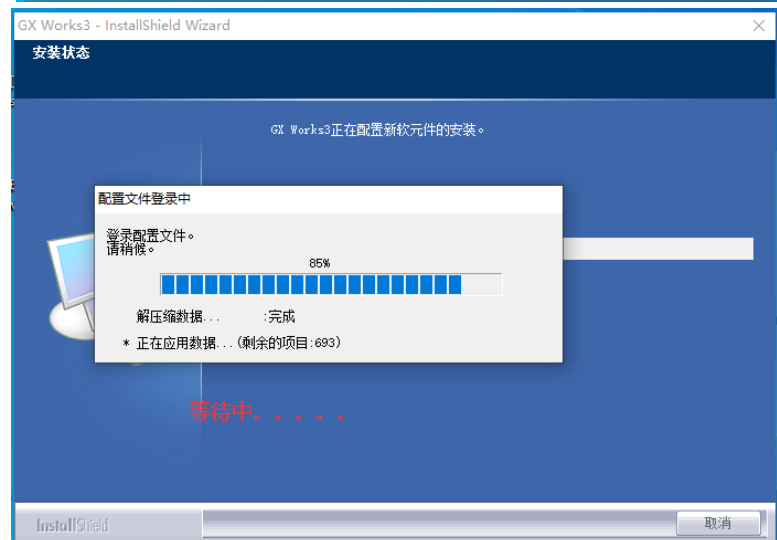 GX Works3 - InstallShield Wizard
安装状态
GX Works3正在配置新软元件的安装。
配置文件登录中
登录配置文件。
请稍候。
85%
解压缩数据... :完成
* 正在应用数据...(剩余的项目:693)
等待中。。。。。
InstallShield
取消